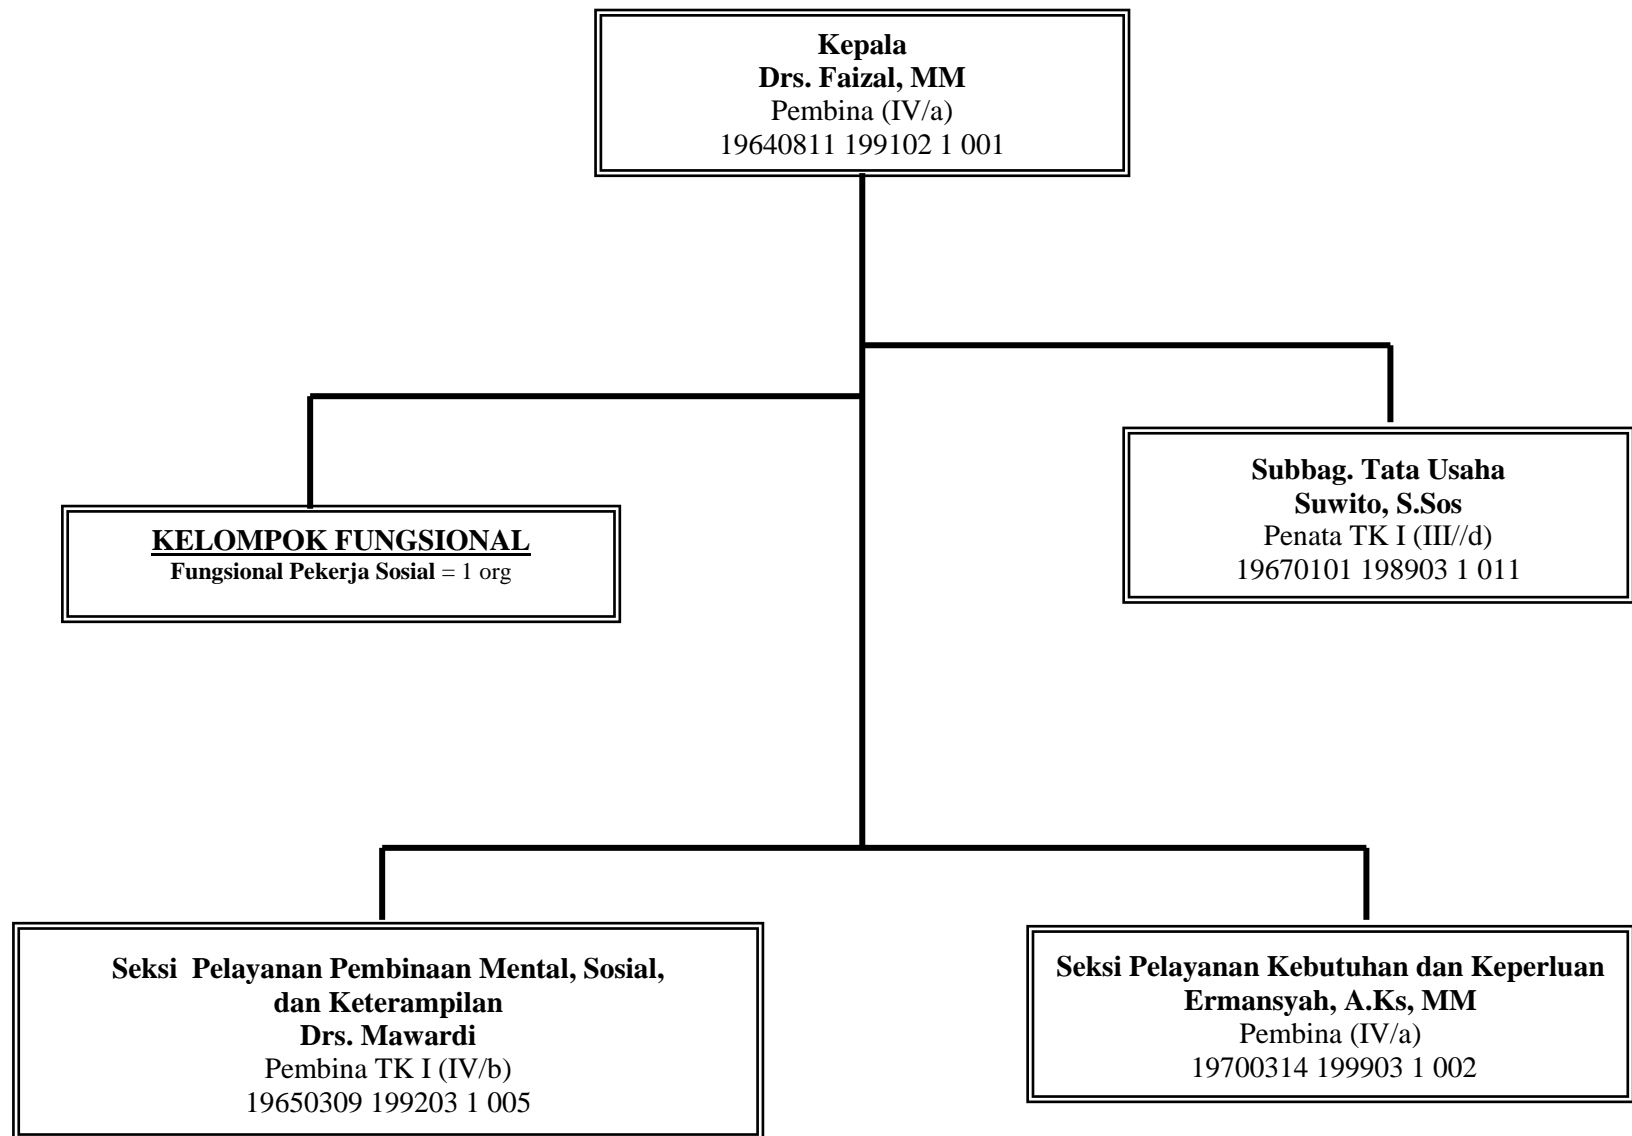 Kepala
Drs. Faizal, MM
Pembina (IV/a)
19640811 199102 1 001
Subbag. Tata Usaha
Suwito, S.Sos
Penata TK I (III//d)
19670101 198903 1 011
KELOMPOK FUNGSIONAL
Fungsional Pekerja Sosial = 1 org
Seksi Pelayanan Pembinaan Mental, Sosial,
dan Keterampilan
Drs. Mawardi
Pembina TK I (IV/b)
19650309 199203 1 005
Seksi Pelayanan Kebutuhan dan Keperluan
Ermansyah, A.Ks, MM
Pembina (IV/a)
19700314 199903 1 002